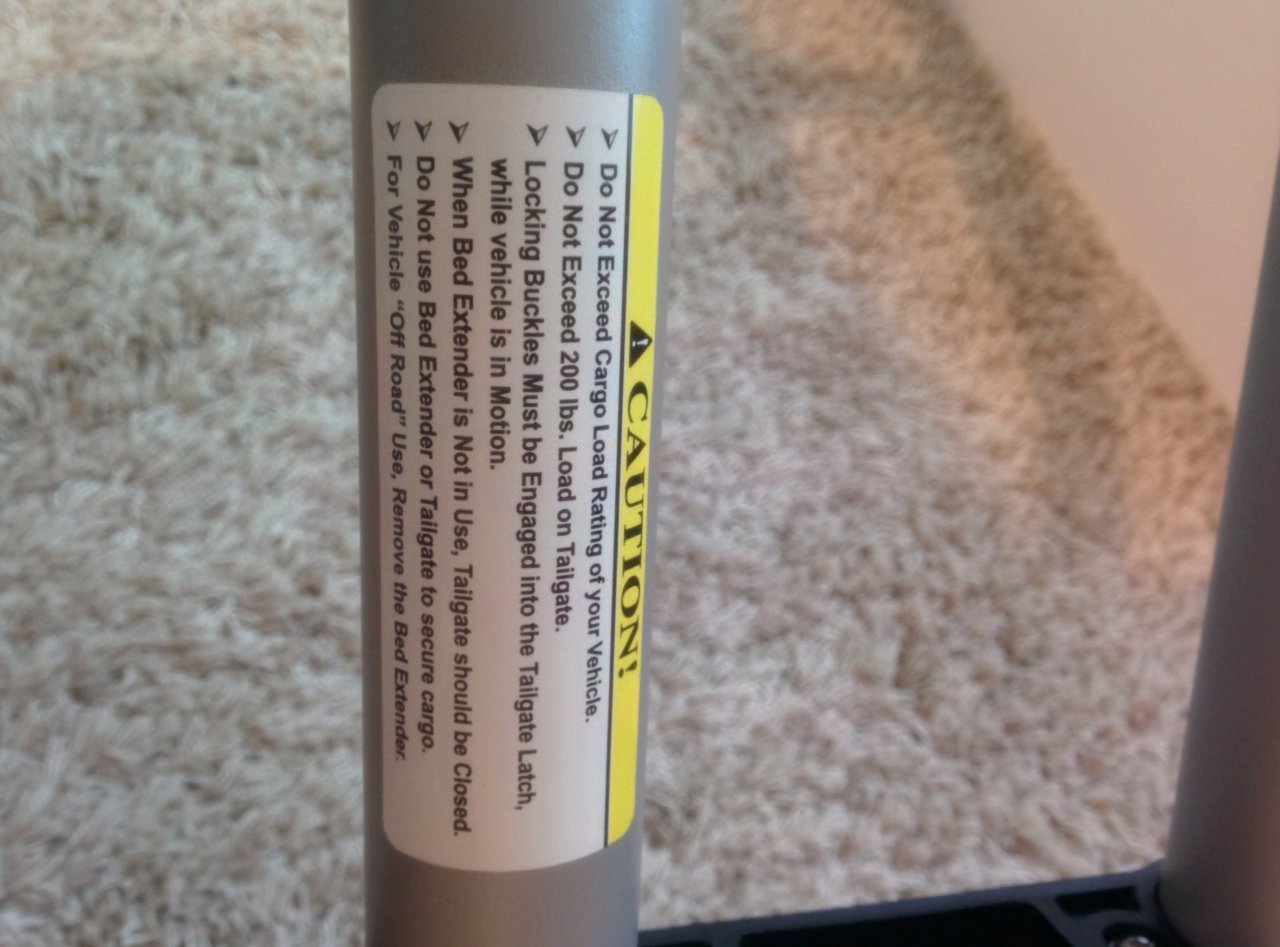 ⚠ CAUTION!
➢ Do Not Exceed Cargo Load Rating of your Vehicle.
➢ Do Not Exceed 200 lbs. Load on Tailgate.
➢ Locking Buckles Must be Engaged into the Tailgate Latch,
while vehicle is in Motion.
➢ When Bed Extender is Not in Use, Tailgate should be Closed.
➢ Do Not use Bed Extender or Tailgate to secure cargo.
➢ For Vehicle “Off Road” Use, Remove the Bed Extender.